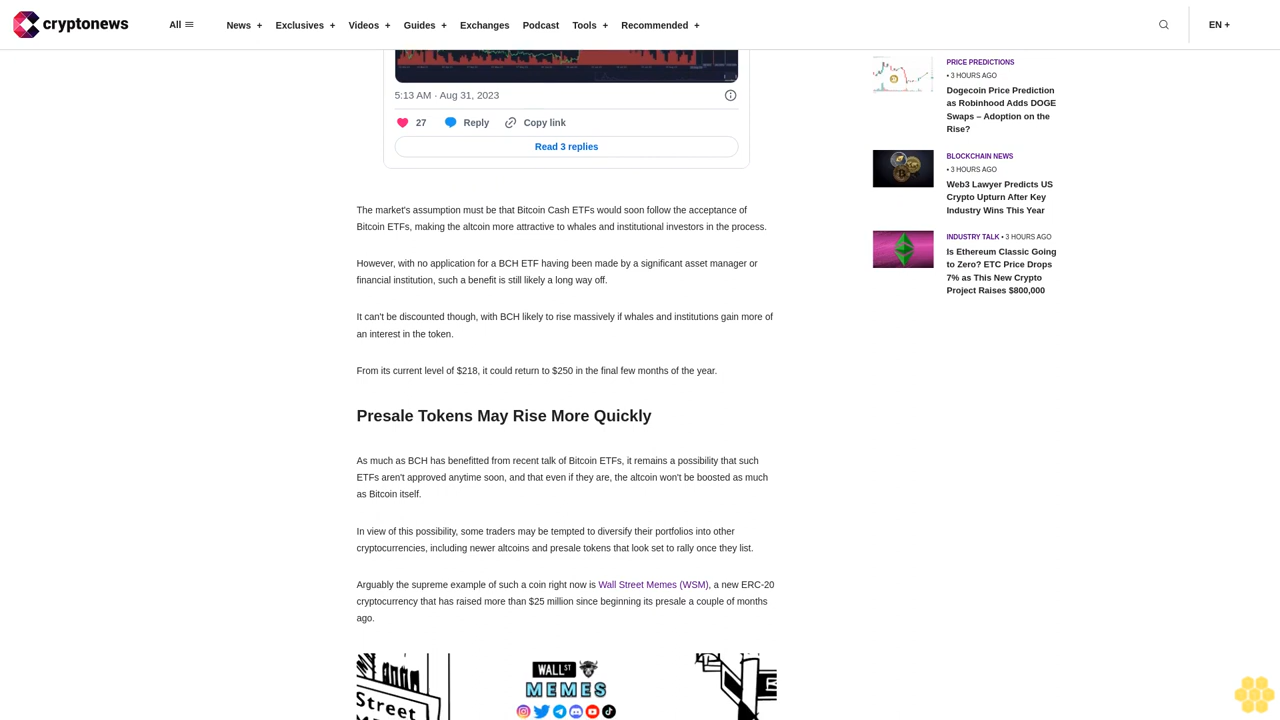 cryptonews
All
News +
Exclusives +
Videos +
Guides +
Exchanges
Podcast
Tools +
Recommended +
EN +
5:13 AM · Aug 31, 2023
27
Reply
Copy link
Read 3 replies
The market's assumption must be that Bitcoin Cash ETFs would soon follow the acceptance of
Bitcoin ETFs, making the altcoin more attractive to whales and institutional investors in the process.
However, with no application for a BCH ETF having been made by a significant asset manager or
financial institution, such a benefit is still likely a long way off.
It can't be discounted though, with BCH likely to rise massively if whales and institutions gain more of
an interest in the token.
From its current level of $218, it could return to $250 in the final few months of the year.
Presale Tokens May Rise More Quickly
As much as BCH has benefitted from recent talk of Bitcoin ETFs, it remains a possibility that such
ETFs aren't approved anytime soon, and that even if they are, the altcoin won't be boosted as much
as Bitcoin itself.
In view of this possibility, some traders may be tempted to diversify their portfolios into other
cryptocurrencies, including newer altcoins and presale tokens that look set to rally once they list.
Arguably the supreme example of such a coin right now is Wall Street Memes (WSM), a new ERC-20
cryptocurrency that has raised more than $25 million since beginning its presale a couple of months
ago.
Street
WALL ST
MEMES
PRICE PREDICTIONS
• 3 HOURS AGO
Dogecoin Price Prediction
as Robinhood Adds DOGE
Swaps – Adoption on the
Rise?
BLOCKCHAIN NEWS
• 3 HOURS AGO
Web3 Lawyer Predicts US
Crypto Upturn After Key
Industry Wins This Year
INDUSTRY TALK • 3 HOURS AGO
Is Ethereum Classic Going
to Zero? ETC Price Drops
7% as This New Crypto
Project Raises $800,000